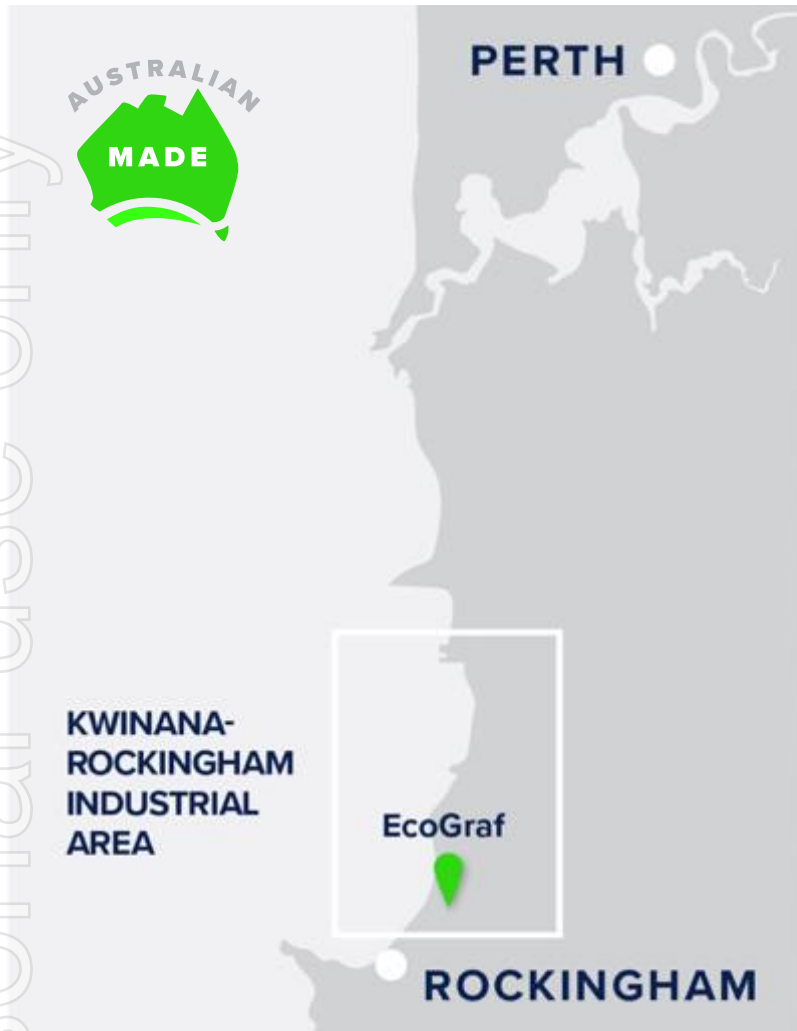 AUSTRALIAN
MADE
PERTH
KWINANA-
ROCKINGHAM
INDUSTRIAL
AREA
EcoGraf
ROCKINGHAM